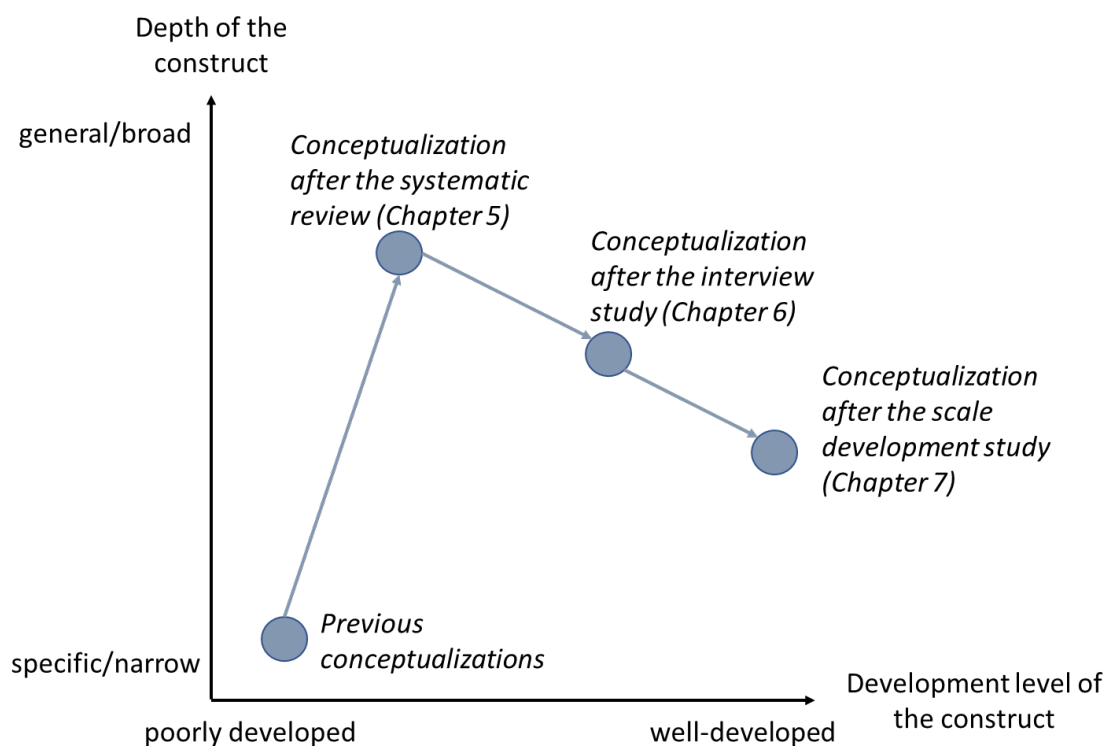 Depth of the
construct
general/broad
Conceptualization
after the systematic
review (Chapter 5)
Conceptualization
after the interview
study (Chapter 6)
Conceptualization
after the scale
development study
(Chapter 7)
Previous
conceptualizations
specific/narrow
Development level of
the construct
poorly developed
well-developed